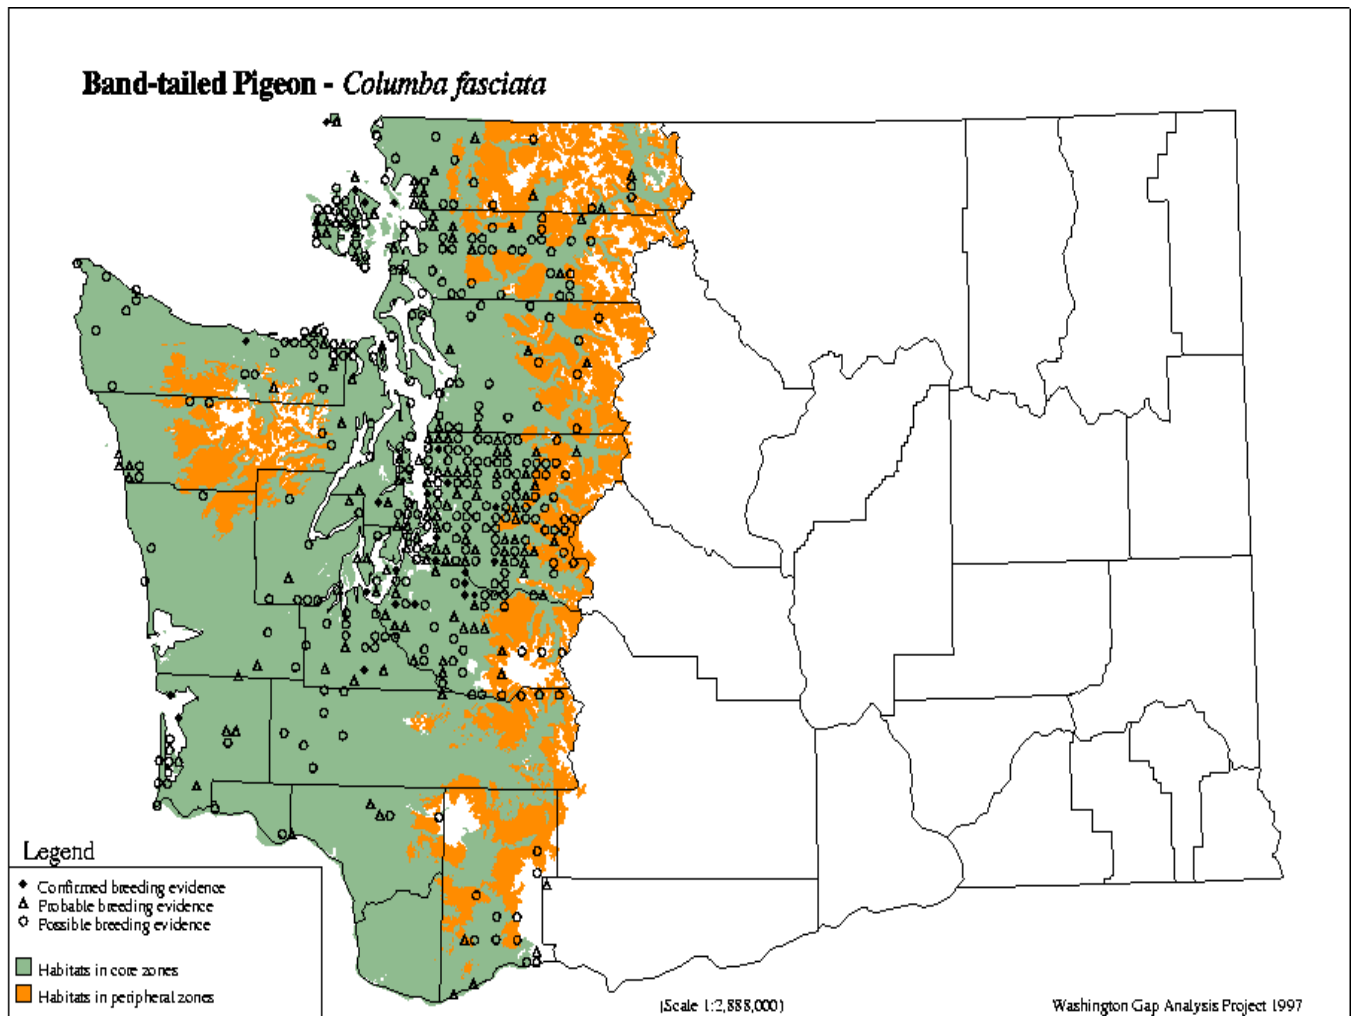 Band-tailed Pigeon - Columba fasciata
Legend
Confirmed breeding evidence
Probable breeding evidence
Possible breeding evidence
Habitats in core zones
Habitats in peripheral zones
(Scale 1:2,888,000)
Washington Gap Analysis Project 1997